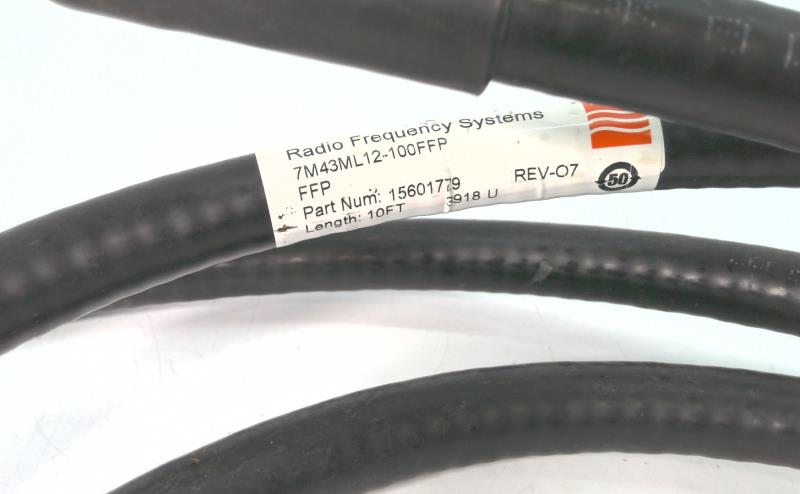 Radio Frequency Systems
7M43ML12-100FFP
FFP
Part Num: 15601779 REV-O7 50
Length: 10FT 3918 U